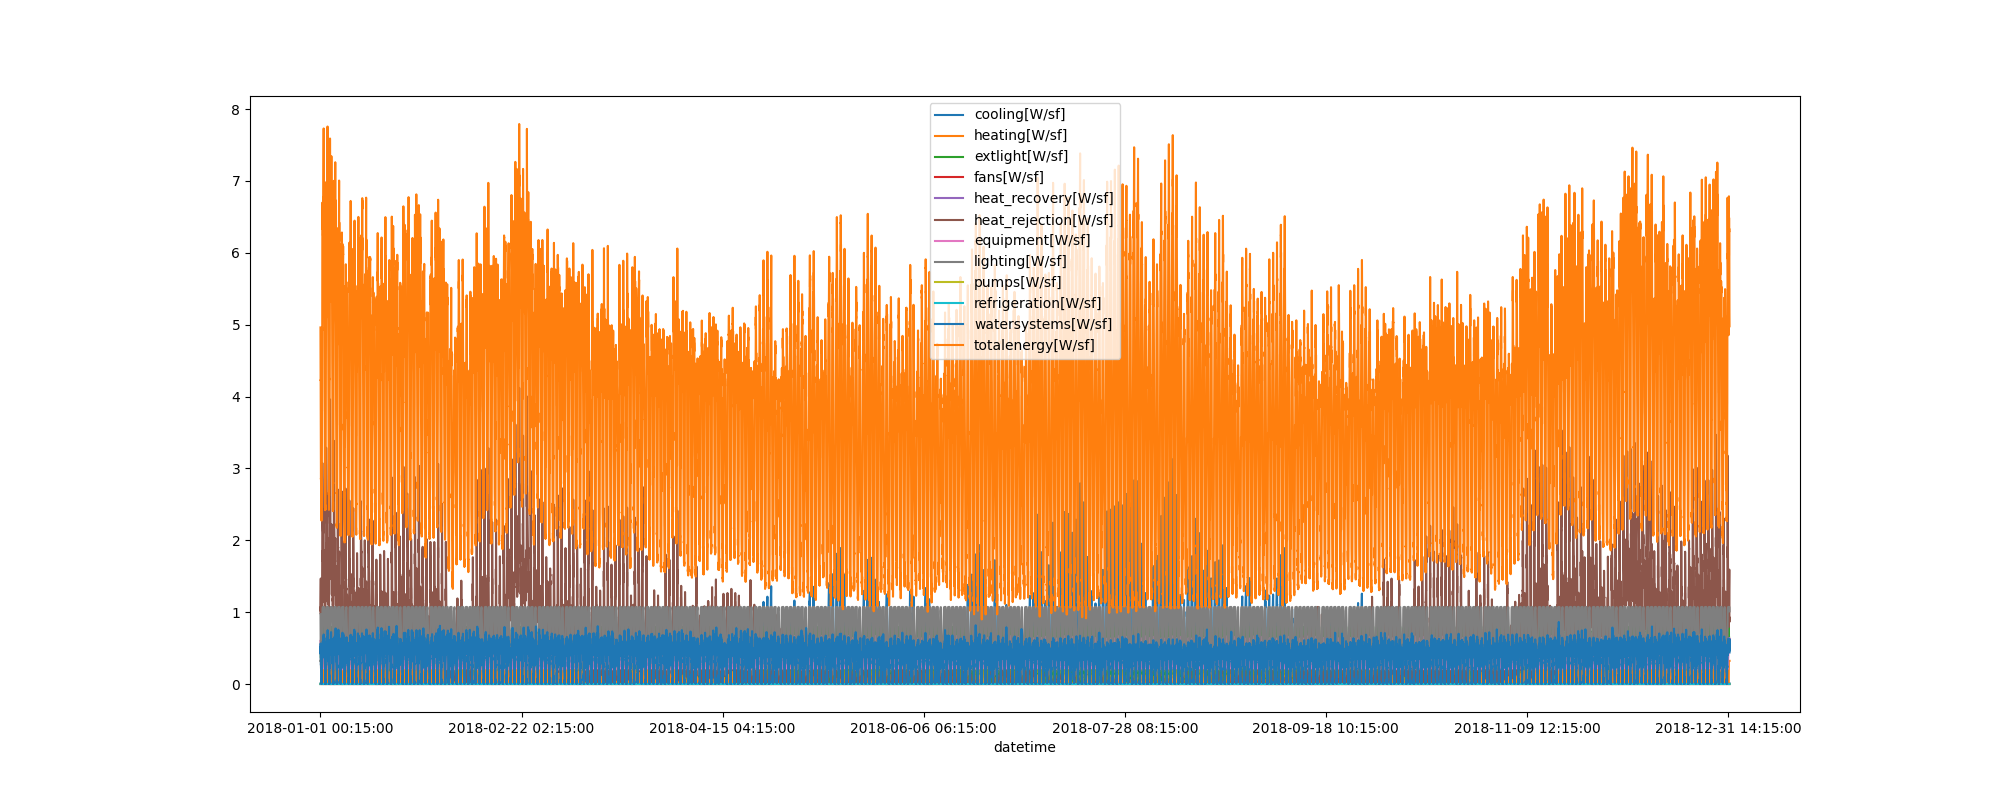 8
7
6
5
4
3
2
1
0
cooling[W/sf]
heating[W/sf]
extlight[W/sf]
fans[W/sf]
heat_recovery[W/sf]
heat_rejection[W/sf]
equipment[W/sf]
lighting[W/sf]
pumps[W/sf]
refrigeration[W/sf]
watersystems[W/sf]
totalenergy[W/sf]
2018-01-01 00:15:00 2018-02-22 02:15:00 2018-04-15 04:15:00 2018-06-06 06:15:00 2018-07-28 08:15:00 2018-09-18 10:15:00 2018-11-09 12:15:00 2018-12-31 14:15:00
datetime